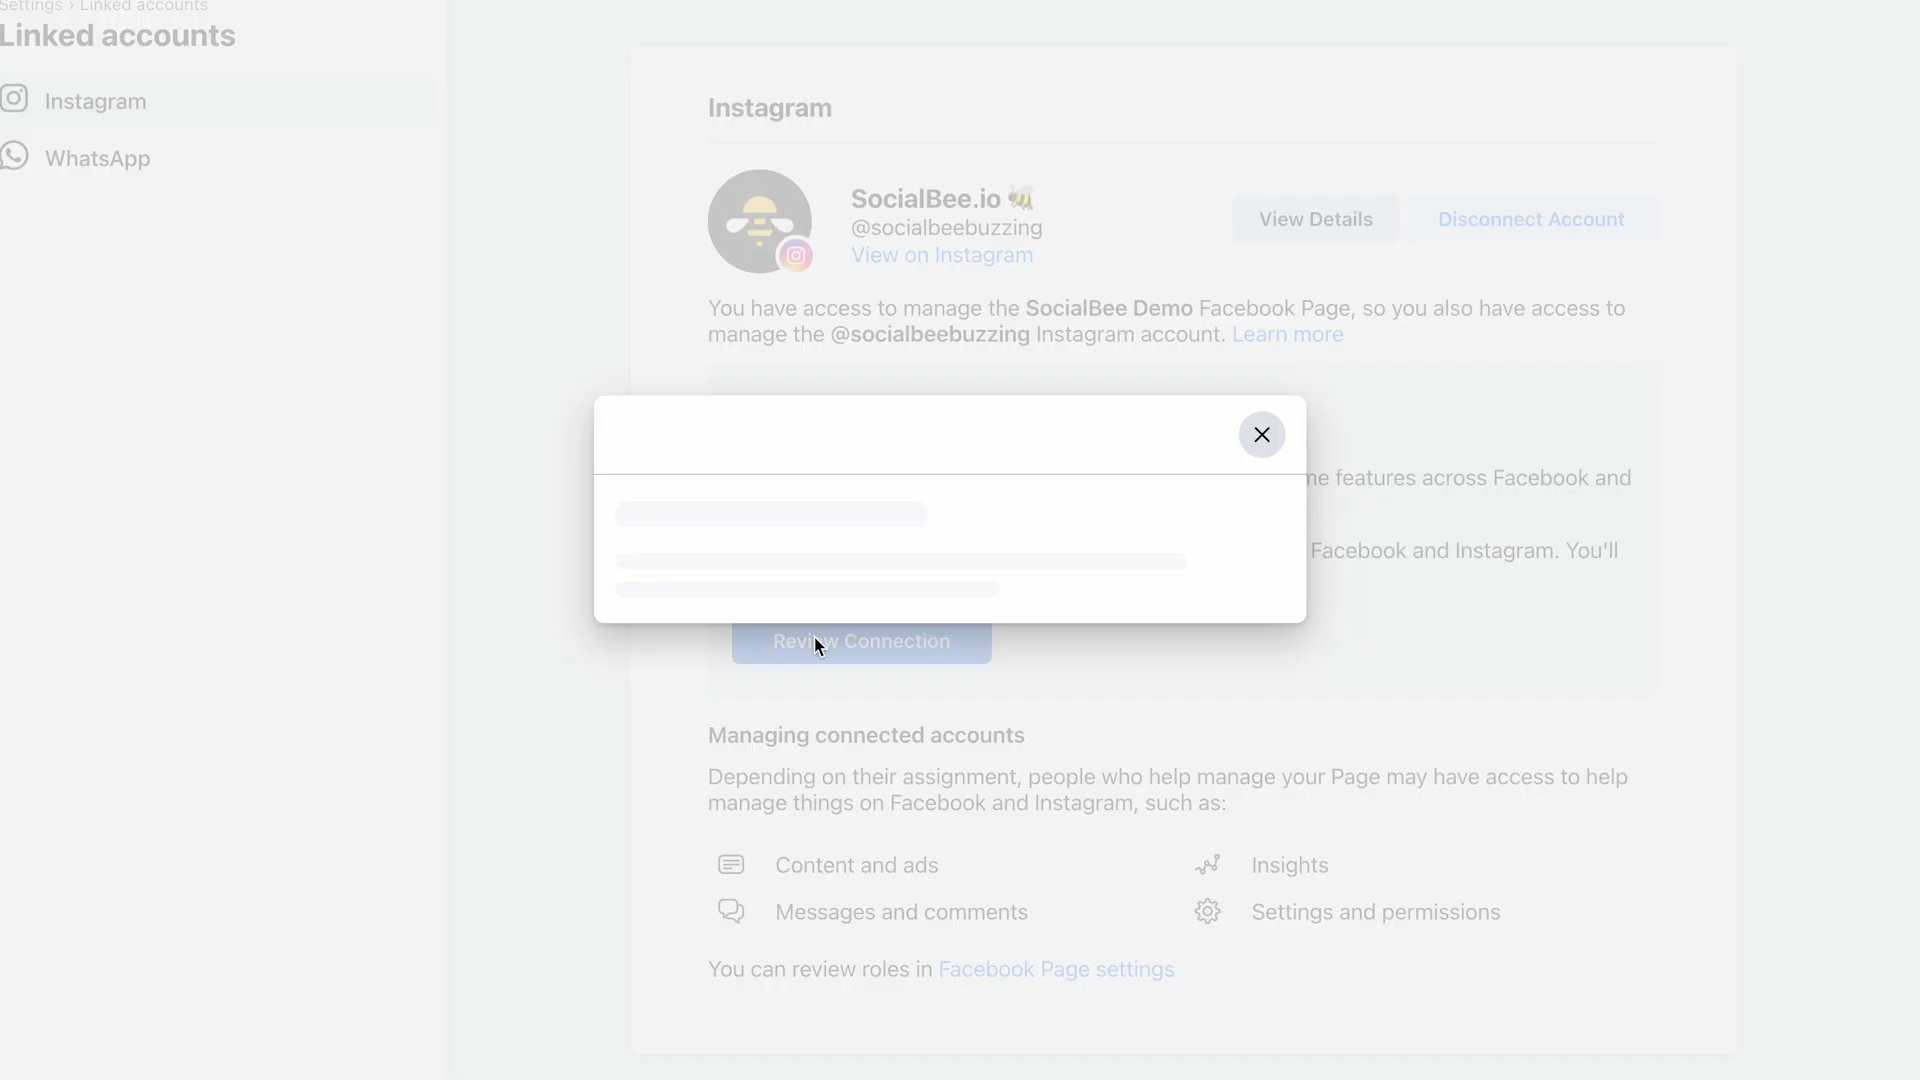 Settings › Linked accounts
Linked accounts
Instagram
WhatsApp
Instagram
SocialBee.io 🐝
@socialbeebuzzing
View on Instagram
View Details
Disconnect Account
You have access to manage the SocialBee Demo Facebook Page, so you also have access to
manage the @socialbeebuzzing Instagram account. Learn more
features across Facebook and
Facebook and Instagram. You'll
Review Connection
Managing connected accounts
Depending on their assignment, people who help manage your Page may have access to help
manage things on Facebook and Instagram, such as:
Content and ads
Insights
Messages and comments
Settings and permissions
You can review roles in Facebook Page settings